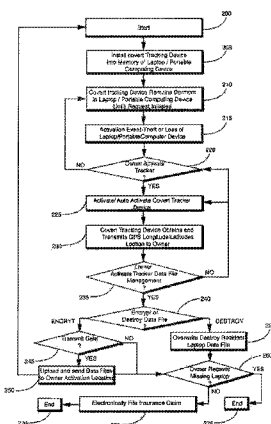 200
Start
205
Install covert Tracking Device
into Memory of Laptop / Portable
Computing Device
210
Covert tracking Device Remains Dormant
in Laptop / Portable Computing Device
Until Request Initiated
215
Activation Event-Theft or Loss of
Laptop/Portable/Computer Device
220
NO
Owner Activate
Tracker
?
YES
225
Activate/ Auto Activate Covert Tracker
Device
230
Covert Tracking Device Obtains and
Transmits GPS Longitude/Latitudes
Location to Owner
Owner
Activate Tracker Data File
Management
?
NO
235
YES
240
Encrypt or
Destroy Data File
?
ENCRYPT
DESTROY
245
Transmit Data
?
NO
YES
Overwrite Destroy Resident
Laptop Data File
250
Upload and send Data files
to Owner Activation Location
260
Owner Recovers
Missing Laptop
?
YES
NO
End
Electronically File Insurance Claim
End